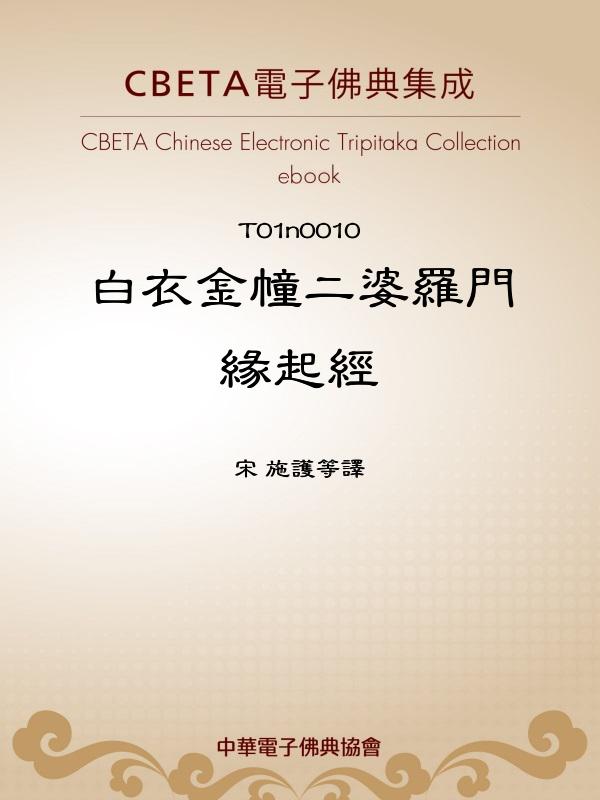 CBETA電子佛典集成
CBETA Chinese Electronic Tripitaka Collection
ebook
T01n0010
白衣金幢二婆羅門
緣起經
宋 施護等譯
中華電子佛典協會